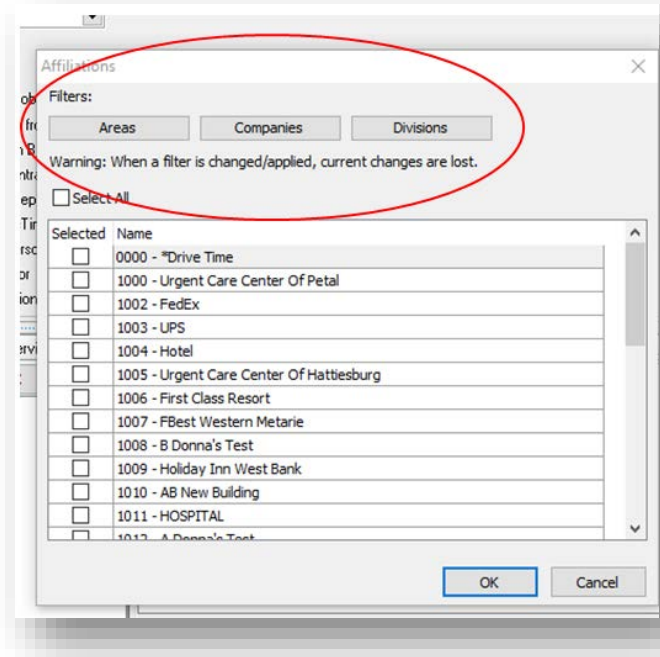 Affiliations
Filters:
Areas Companies Divisions
Warning: When a filter is changed/applied, current changes are lost.
Select All
Selected Name
0000 - *Drive Time
1000 - Urgent Care Center Of Petal
1002 - FedEx
1003 - UPS
1004 - Hotel
1005 - Urgent Care Center Of Hattiesburg
1006 - First Class Resort
1007 - FBest Western Metarie
1008 - B Donna's Test
1009 - Holiday Inn West Bank
1010 - AB New Building
1011 - HOSPITAL
1012 - A Donna's Test
OK Cancel